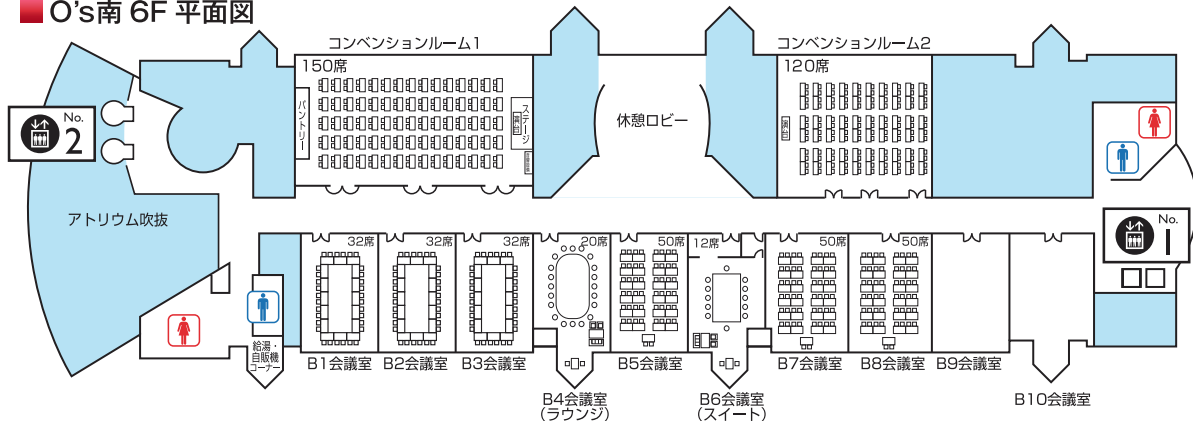 O's南 6F 平面図
コンベンションルーム1
コンベンションルーム2
150席
120席
パントリー
ステージ
演台
休憩ロビー
演台
No.
2
アトリウム吹抜
No.
1
32席
32席
32席
20席
50席
12席
50席
50席
給湯・
自販機
コーナー
B1会議室
B2会議室
B3会議室
B4会議室
(ラウンジ)
B5会議室
B6会議室
(スイート)
B7会議室
B8会議室
B9会議室
B10会議室